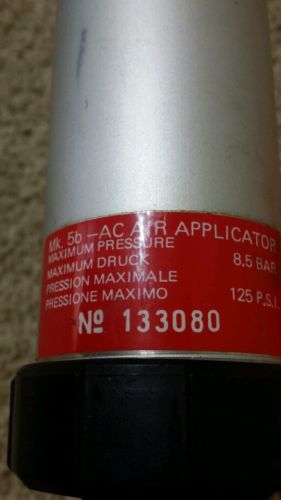 Mk. 5b – AC AIR APPLICATOR
MAXIMUM PRESSURE
MAXIMUM DRUCK 8.5 BAR
PRESSION MAXIMALE
PRESSIONE MAXIMO 125 P.S.I.
Nº 133080